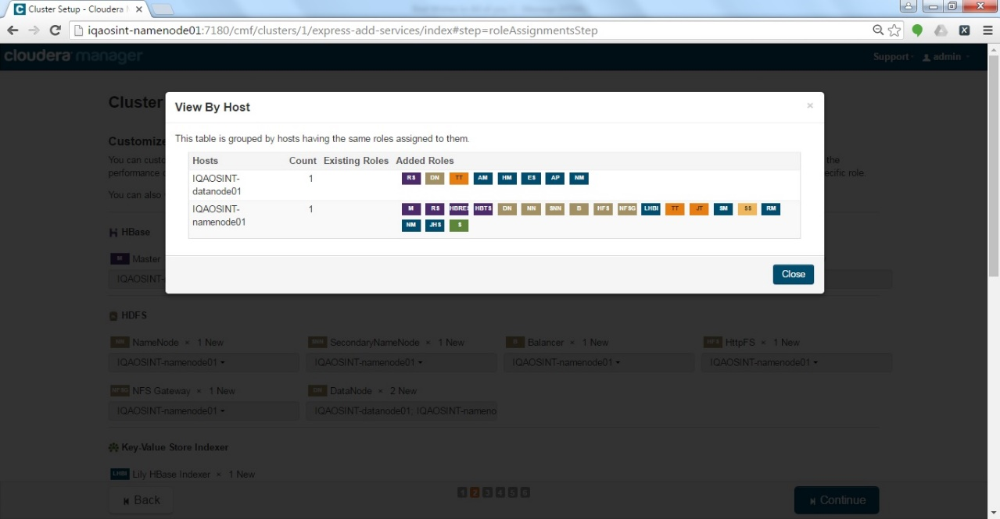 Cluster Setup - Cloudera
iqaosint-namenode01:7180/cmf/clusters/1/express-add-services/index#step=roleAssignmentsStep
cloudera manager
Support
admin
Cluster
View By Host
Customize
This table is grouped by hosts having the same roles assigned to them.
You can
the
performance
ecific role.
You can also
Hosts Count Existing Roles Added Roles
IQAOSINT-
datanode01
1
RS DN TT AM HM ES AP NM
IQAOSINT-
namenode01
1
M RS HBRE HBTS DN NN SNN B HFS NFSG LHBI TT JT SM SS RM
NM JHS S
Close
HBase
M Master
IQAOSINT-
HDFS
NN NameNode × 1 New
SNN SecondaryNameNode × 1 New
B Balancer × 1 New
HFS HttpFS × 1 New
IQAOSINT-namenode01
IQAOSINT-namenode01
IQAOSINT-namenode01
IQAOSINT-namenode01
NFSG NFS Gateway × 1 New
DN DataNode × 2 New
IQAOSINT-namenode01
IQAOSINT-datanode01; IQAOSINT-nameno
Key-Value Store Indexer
LHBI Lily HBase Indexer × 1 New
Back
1 2 3 4 5 6
Continue